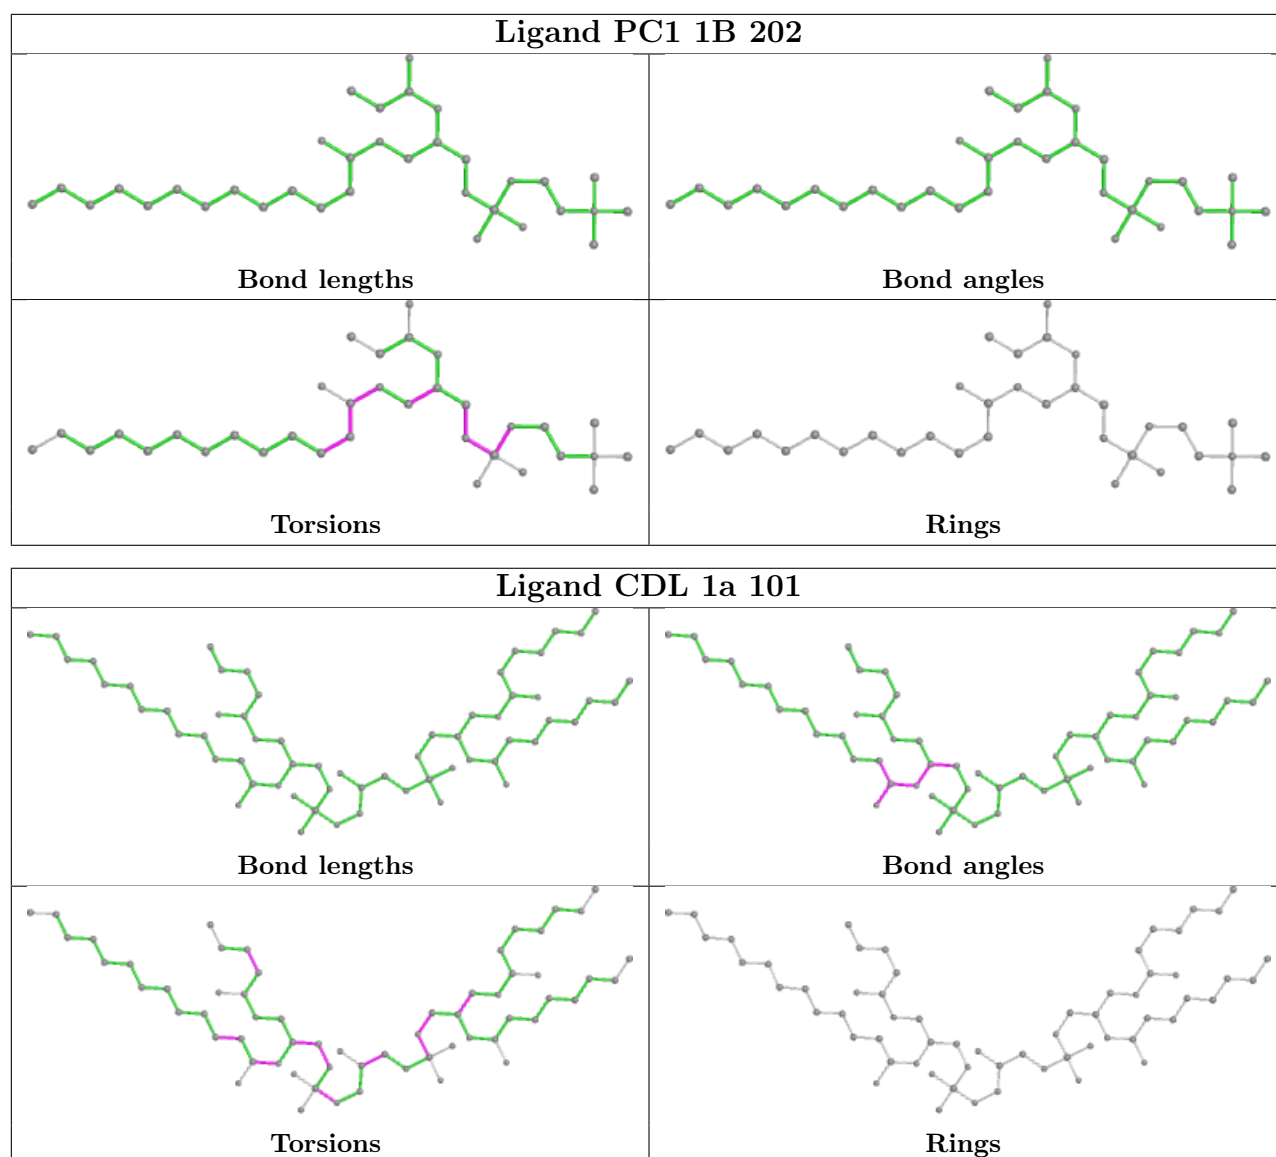 Ligand PC1 1B 202
Bond lengths
Bond angles
Torsions
Rings
Ligand CDL 1a 101
Bond lengths
Bond angles
Torsions
Rings